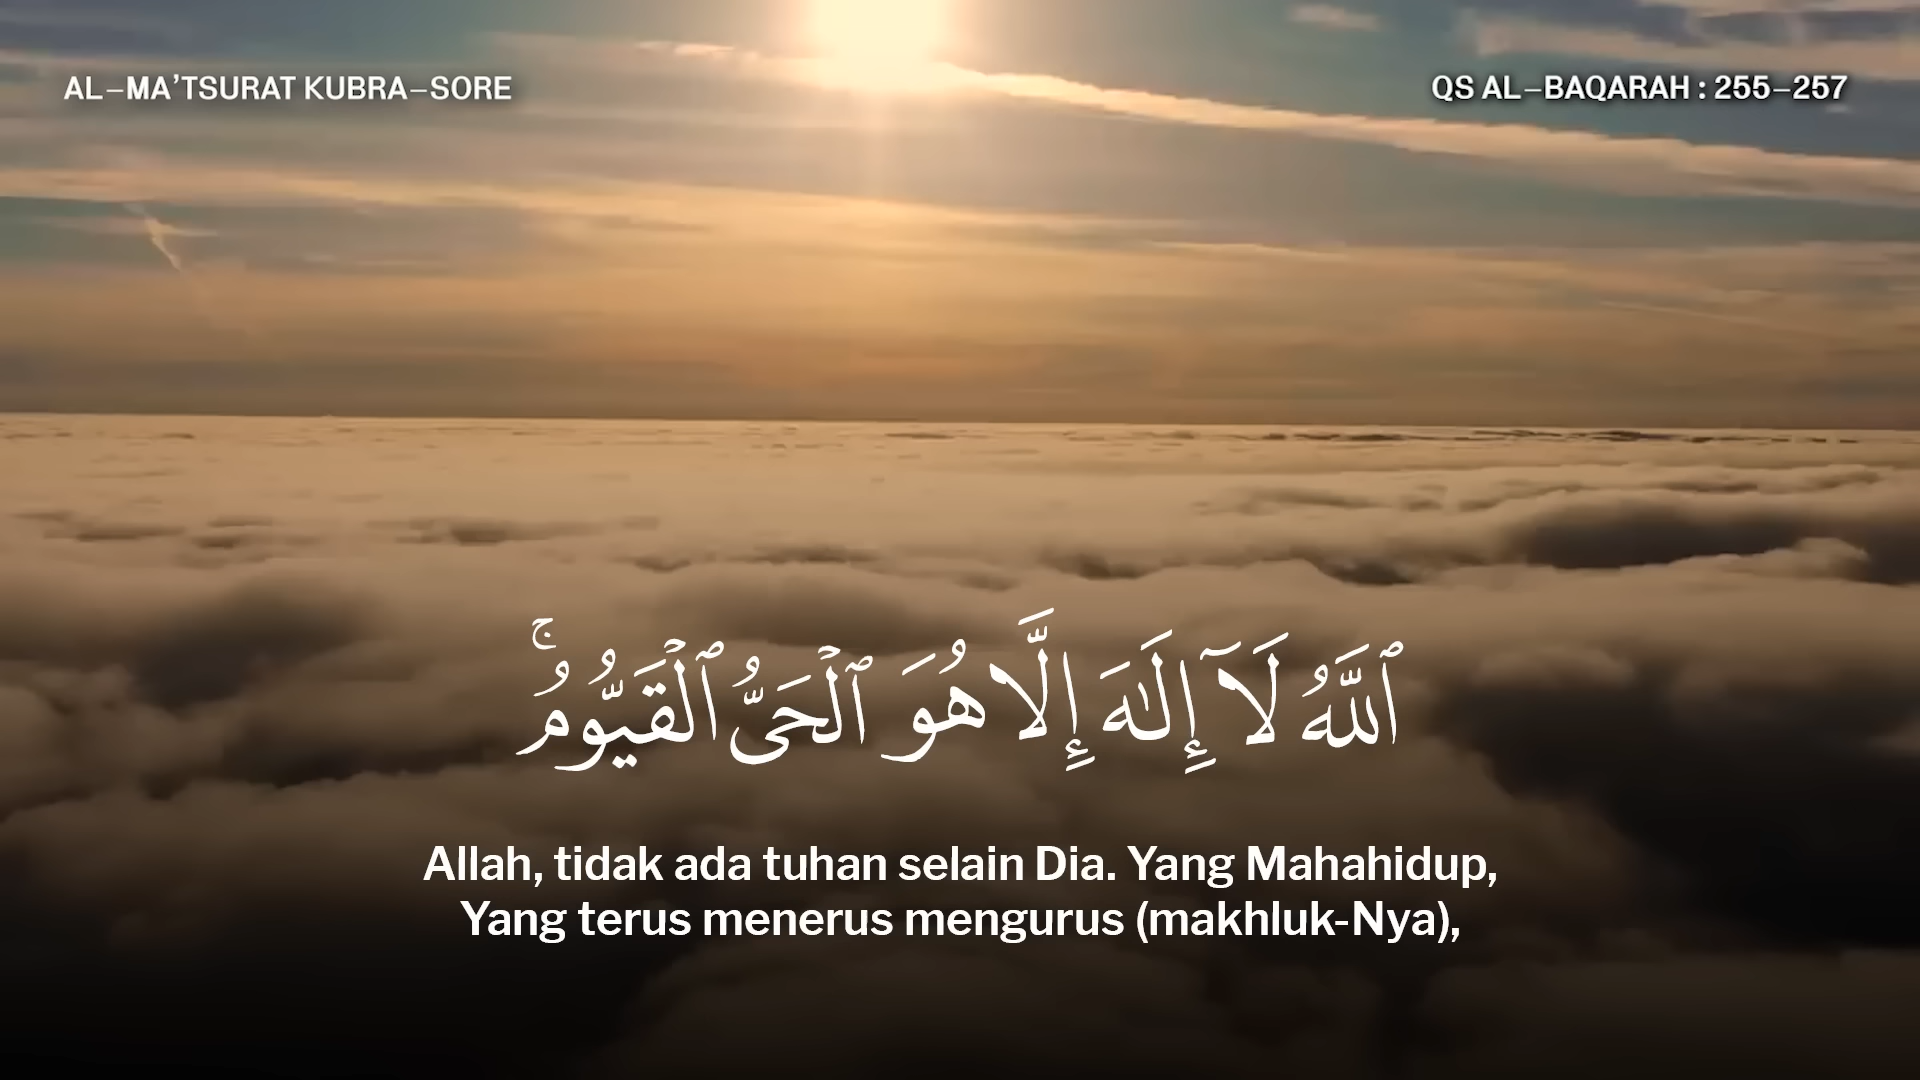 AL–MA’TSURAT KUBRA–SORE
QS AL–BAQARAH : 255–257
ٱللَّهُ لَآ إِلَـٰهَ إِلَّا هُوَ ٱلْحَىُّ ٱلْقَيُّومُ ۚ
Allah, tidak ada tuhan selain Dia. Yang Mahahidup,
Yang terus menerus mengurus (makhluk-Nya),